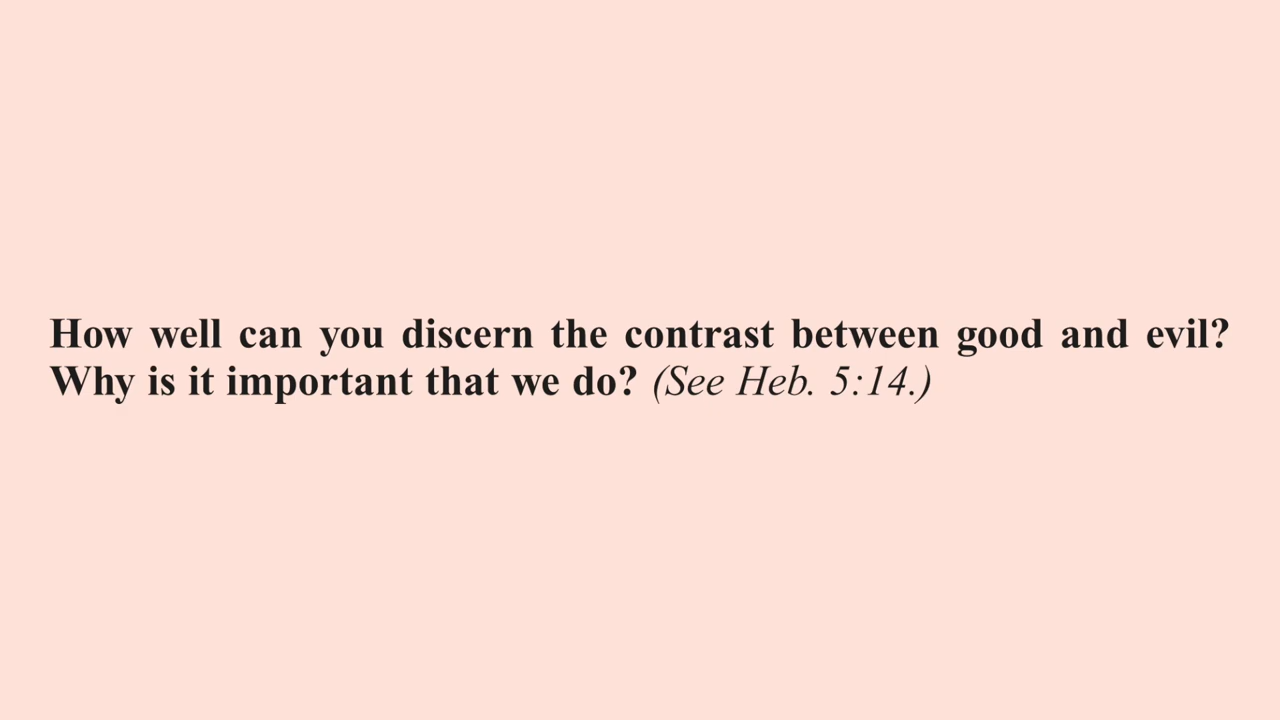 How well can you discern the contrast between good and evil?
Why is it important that we do? (See Heb. 5:14.)